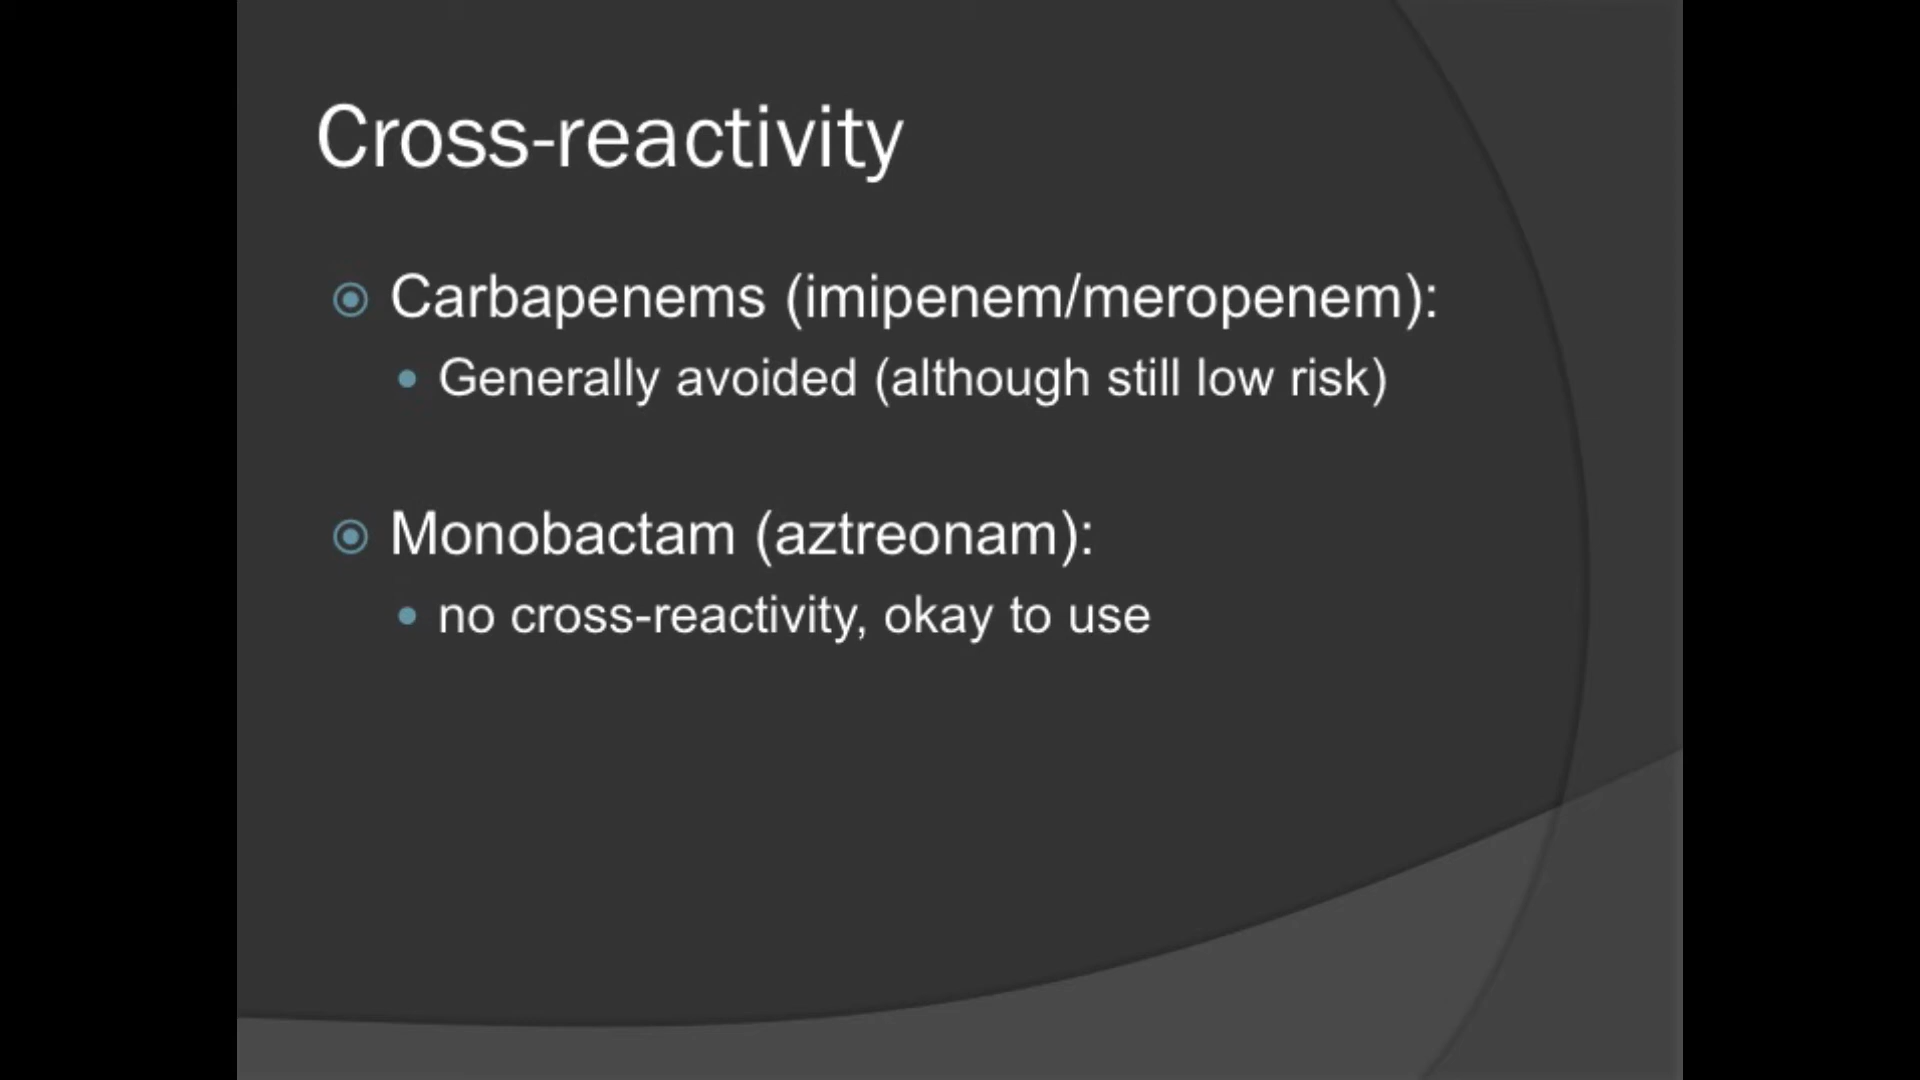 Cross-reactivity
Carbapenems (imipenem/meropenem):
Generally avoided (although still low risk)
Monobactam (aztreonam):
no cross-reactivity, okay to use